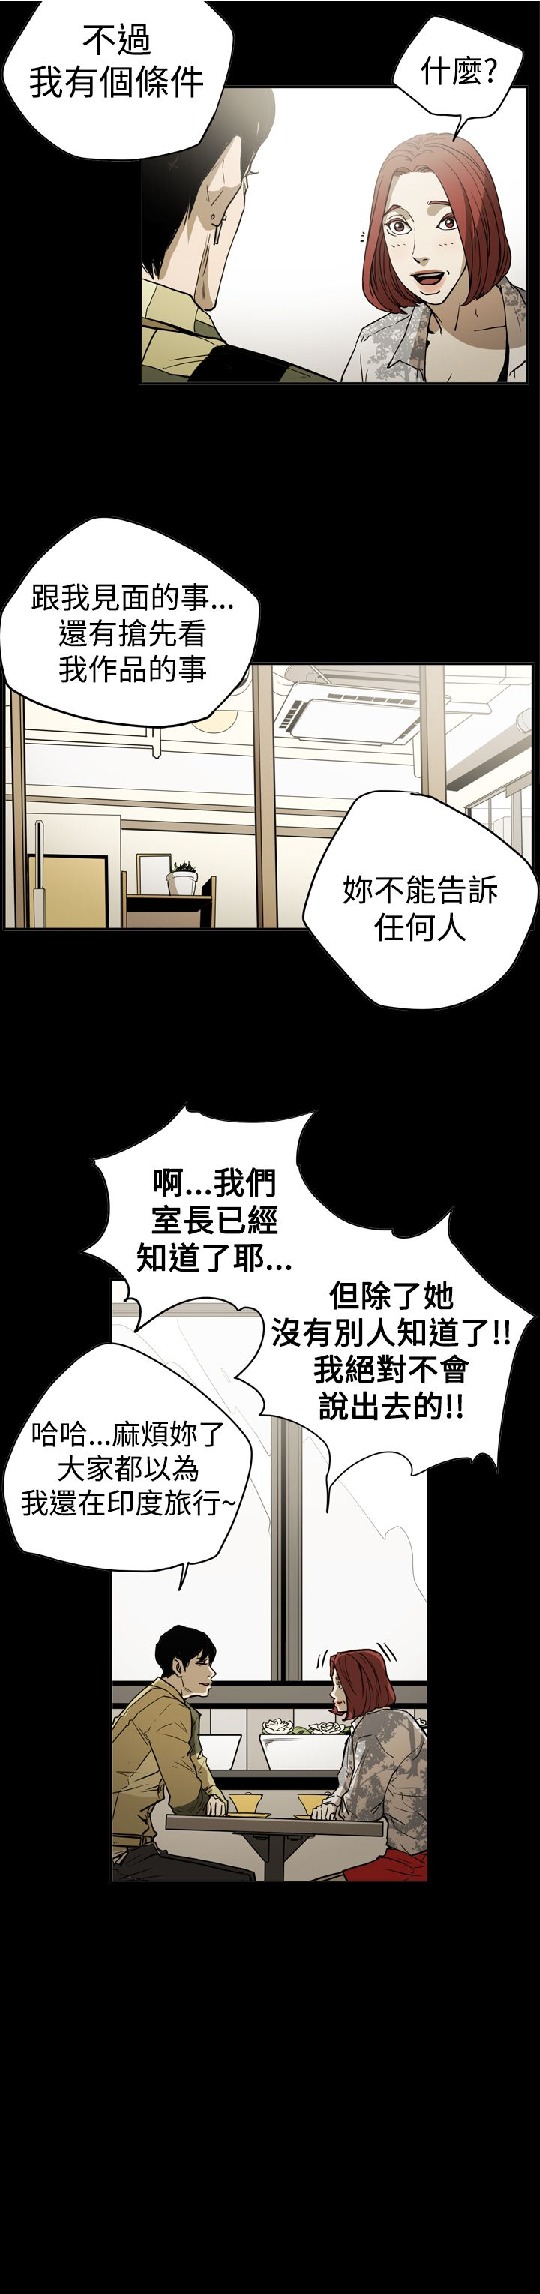 不過
我有個條件
什麼?
跟我見面的事...
還有搶先看
我作品的事
妳不能告訴
任何人
啊...我們
室長已經
知道了耶...
但除了她
沒有別人知道了!!
我絕對不會
說出去的!!
哈哈...麻煩妳了
大家都以為
我還在印度旅行~